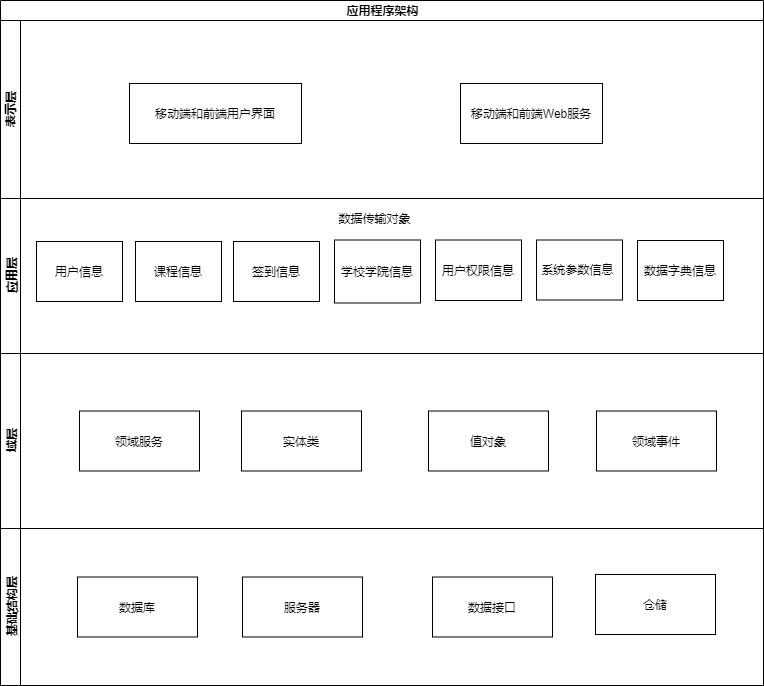 应用程序架构
表示层
移动端和前端用户界面
移动端和前端Web服务
应用层
数据传输对象
用户信息
课程信息
签到信息
学校学院信息
用户权限信息
系统参数信息
数据字典信息
域层
领域服务
实体类
值对象
领域事件
基础结构层
数据库
服务器
数据接口
仓储